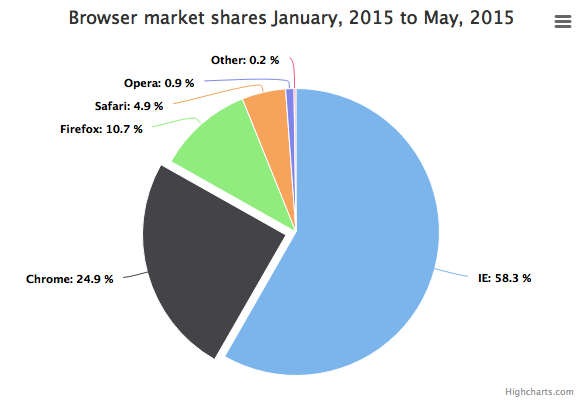 Browser market shares January, 2015 to May, 2015
Other: 0.2 %
Opera: 0.9 %
Safari: 4.9 %
Firefox: 10.7 %
Chrome: 24.9 %
IE: 58.3 %
Highcharts.com